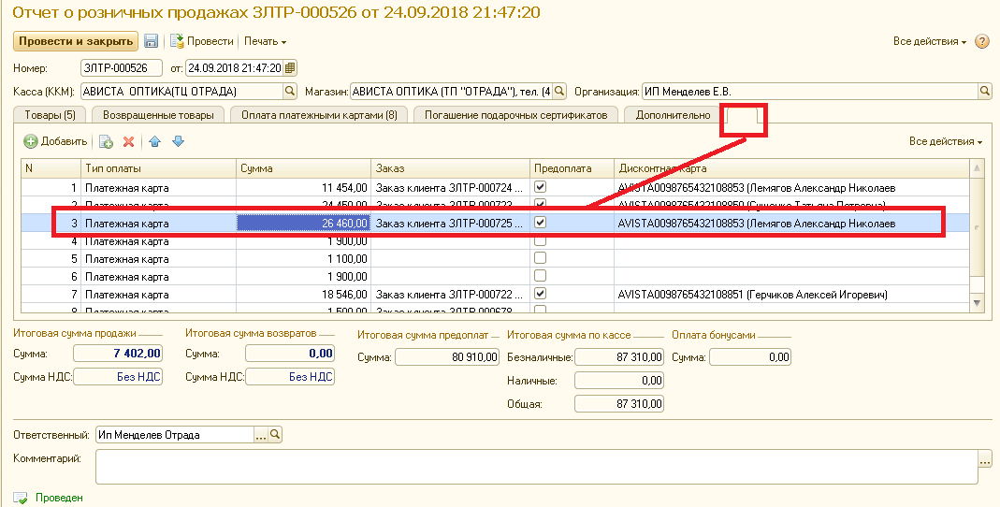 Отчет о розничных продажах ЗЛТР-000526 от 24.09.2018 21:47:20
Провести и закрыть Провести Печать Все действия
Номер: ЗЛТР-000526 от: 24.09.2018 21:47:20
Касса (ККМ): АВИСТА ОПТИКА(ТЦ ОТРАДА) Магазин: АВИСТА ОПТИКА (ТП "ОТРАДА"), тел. (4 Организация: ИП Менделев Е.В.
Товары (5) Возвращенные товары Оплата платежными картами (8) Погашение подарочных сертификатов Дополнительно
Добавить Все действия
N Тип оплаты Сумма Заказ Предоплата Дисконтная карта
1 Платежная карта 11 454,00 Заказ клиента ЗЛТР-000724 ... AVISTA0098765432108853 (Лемягов Александр Николаев
2 Платежная карта 24 450,00 Заказ клиента ЗЛТР-000723 AVISTA0098765432108850 (Сущенко Татьяна Петровна)
3 Платежная карта 26 460,00 Заказ клиента ЗЛТР-000725 ... AVISTA0098765432108853 (Лемягов Александр Николаев
4 Платежная карта 1 900,00
5 Платежная карта 1 100,00
6 Платежная карта 1 900,00
7 Платежная карта 18 546,00 Заказ клиента ЗЛТР-000722 ... AVISTA0098765432108851 (Герчиков Алексей Игоревич)
8 Платежная карта 1 500,00 Заказ клиента ЗЛТР-000678
Итоговая сумма продажи Итоговая сумма возвратов Итоговая сумма предоплат Итоговая сумма по кассе Оплата бонусами
Сумма: 7 402,00 Сумма: 0,00 Сумма: 80 910,00 Безналичные: 87 310,00 Сумма: 0,00
Сумма НДС: Без НДС Сумма НДС: Без НДС Наличные: 0,00
Общая: 87 310,00
Ответственный: Ип Менделев Отрада ...
Комментарий: ...
Проведен